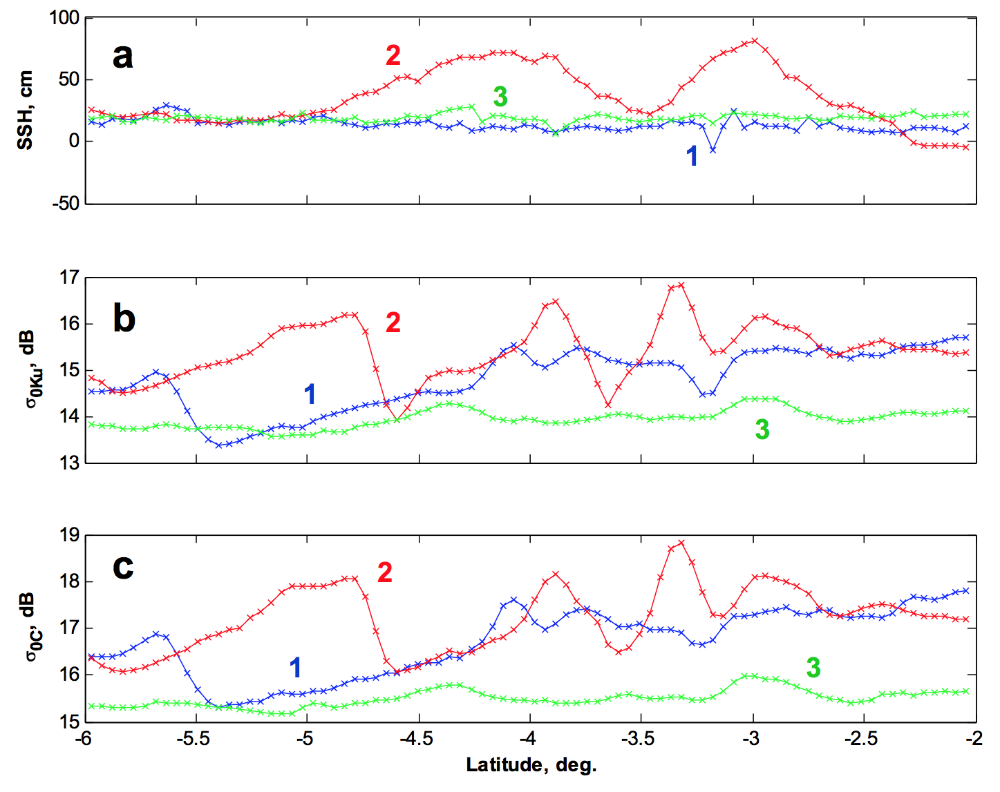 100
50
0
-50
SSH, cm
a
2
3
1
17
16
15
14
13
σ0Ku, dB
b
2
1
3
19
18
17
16
15
σ0C, dB
c
2
1
3
-6 -5.5 -5 -4.5 -4 -3.5 -3 -2.5 -2
Latitude, deg.